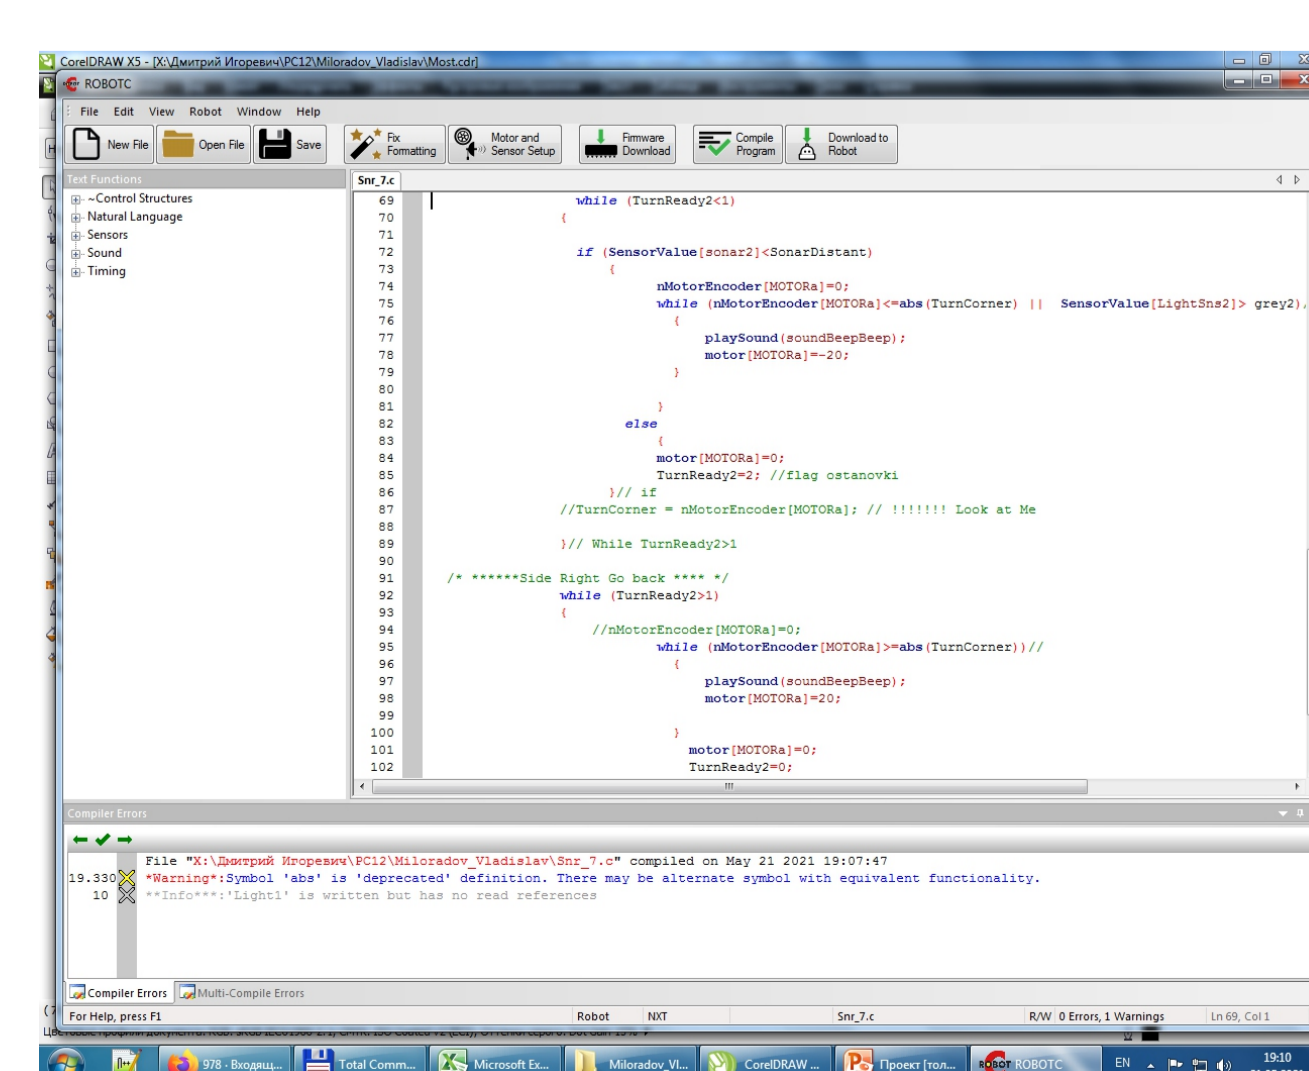 CorelDRAW X5 - [X:\Дмитрий Игоревич\PC12\Miloradov_Vladislav\Most.cdr]
ROBOTC
File Edit View Robot Window Help
New File Open File Save Fix Formatting Motor and Sensor Setup Firmware Download Compile Program Download to Robot
Text Functions
Snr_7.c
~Control Structures
Natural Language
Sensors
Sound
Timing
69 while (TurnReady2<1)
70 {
71
72 if (SensorValue[sonar2]<SonarDistant)
73 {
74 nMotorEncoder[MOTORa]=0;
75 while (nMotorEncoder[MOTORa]<=abs(TurnCorner) || SensorValue[LightSns2]> grey2)
76 {
77 playSound(soundBeepBeep);
78 motor[MOTORa]=-20;
79 }
80
81 }
82 else
83 {
84 motor[MOTORa]=0;
85 TurnReady2=2; //flag ostanovki
86 }// if
87 //TurnCorner = nMotorEncoder[MOTORa]; // !!!!!!! Look at Me
88
89 }// While TurnReady2>1
90
91 /* ******Side Right Go back **** */
92 while (TurnReady2>1)
93 {
94 //nMotorEncoder[MOTORa]=0;
95 while (nMotorEncoder[MOTORa]>=abs(TurnCorner))//
96 {
97 playSound(soundBeepBeep);
98 motor[MOTORa]=20;
99
100 }
101 motor[MOTORa]=0;
102 TurnReady2=0;
Compiler Errors
File "X:\Дмитрий Игоревич\PC12\Miloradov_Vladislav\Snr_7.c" compiled on May 21 2021 19:07:47
19.330 *Warning*:Symbol 'abs' is 'deprecated' definition. There may be alternate symbol with equivalent functionality.
10 **Info***:'Light1' is written but has no read references
Compiler Errors Multi-Compile Errors
For Help, press F1 Robot NXT Snr_7.c R/W 0 Errors, 1 Warnings Ln 69, Col 1
978 - Входящ... Total Comm... Microsoft Ex... Miloradov_Vl... CorelDRAW ... Проект [тол... ROBOTC EN 19:10